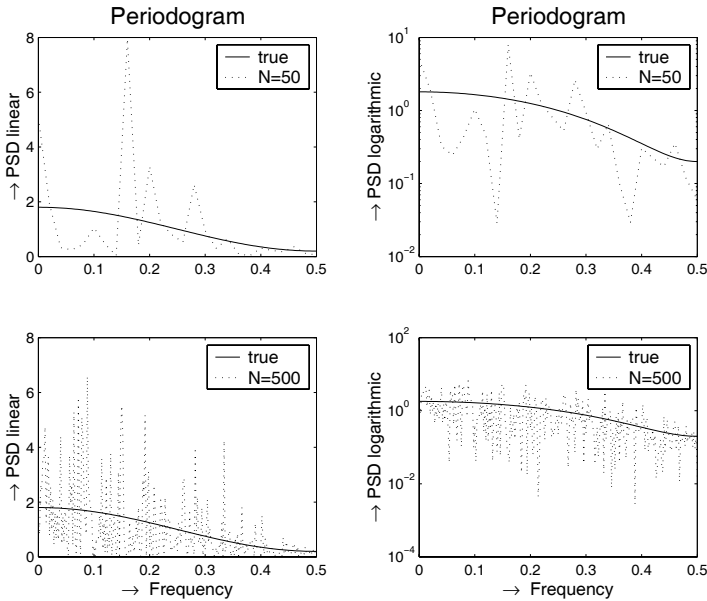 Periodogram
→ PSD linear
8
6
4
2
0
0 0.1 0.2 0.3 0.4 0.5
true
N=50
Periodogram
→ PSD logarithmic
10^1
10^0
10^-1
10^-2
0 0.1 0.2 0.3 0.4 0.5
true
N=50
→ PSD linear
8
6
4
2
0
0 0.1 0.2 0.3 0.4 0.5
→ Frequency
true
N=500
→ PSD logarithmic
10^2
10^0
10^-2
10^-4
0 0.1 0.2 0.3 0.4 0.5
→ Frequency
true
N=500